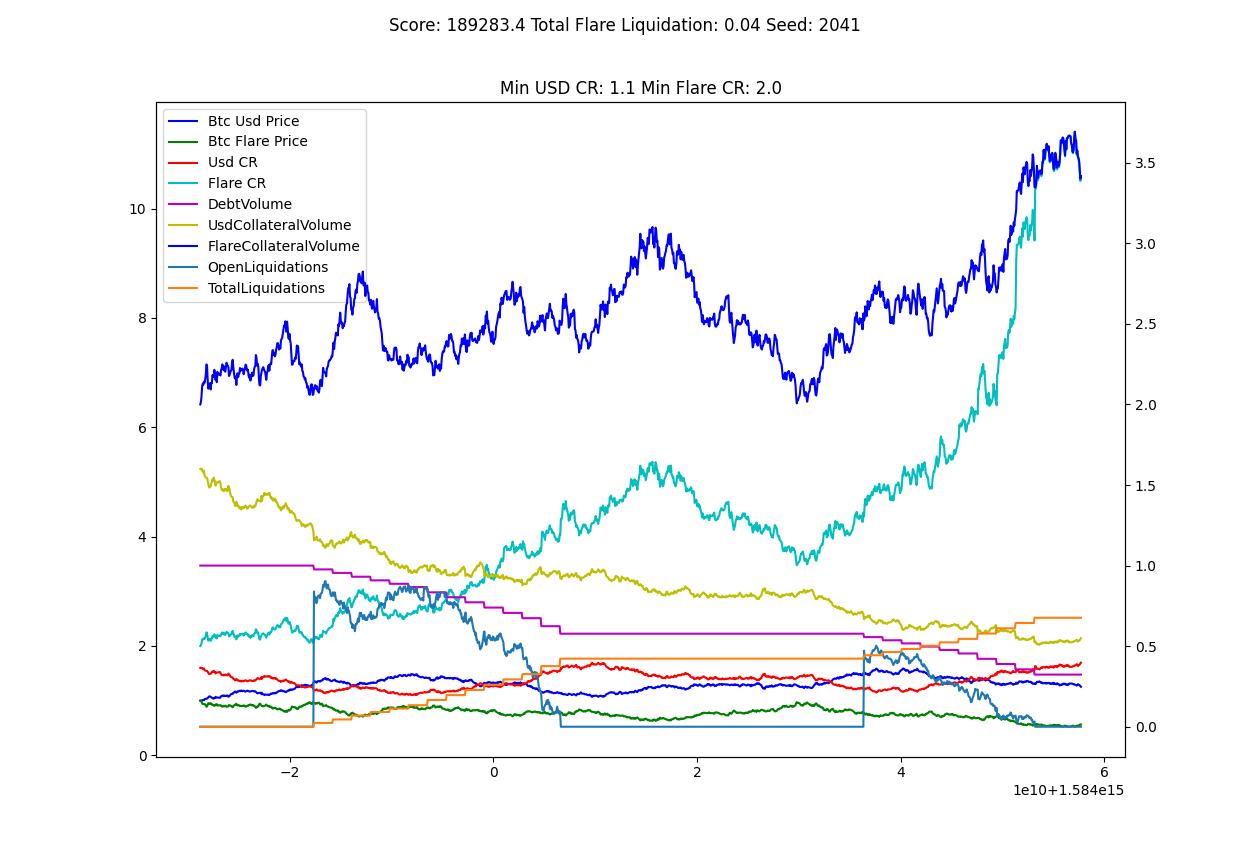 Score: 189283.4 Total Flare Liquidation: 0.04 Seed: 2041
Min USD CR: 1.1 Min Flare CR: 2.0
Btc Usd Price
Btc Flare Price
Usd CR
Flare CR
DebtVolume
UsdCollateralVolume
FlareCollateralVolume
OpenLiquidations
TotalLiquidations
10
8
6
4
2
0
3.5
3.0
2.5
2.0
1.5
1.0
0.5
0.0
−2 0 2 4 6
1e10+1.584e15